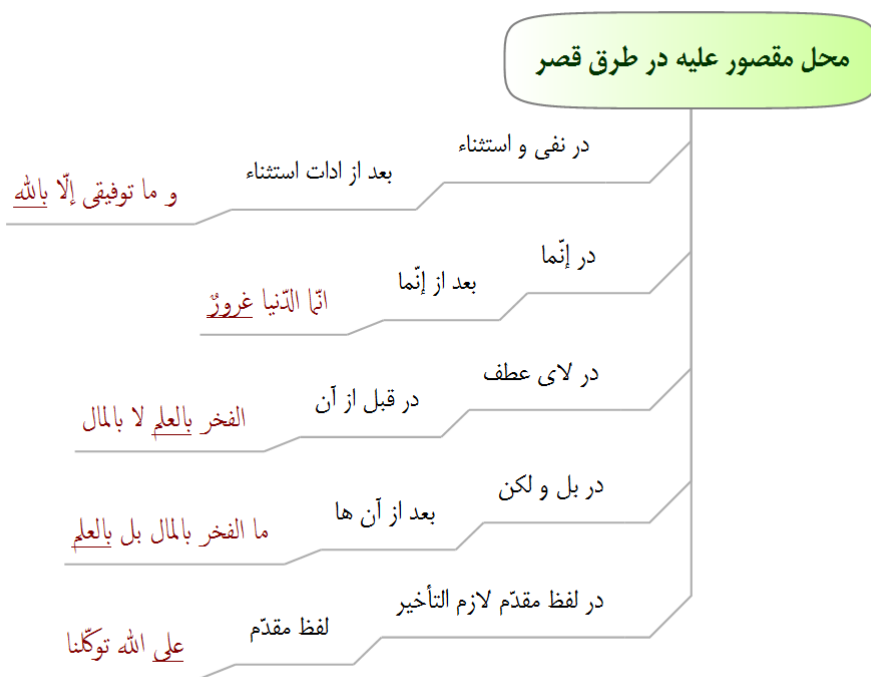 محل مقصور علیه در طرق قصر
در نفی و استثناء
بعد از ادات استثناء
و ما توفیقی إلّا بالله
در إنّما
بعد از إنّما
انّما الدّنیا غرورٌ
در لای عطف
در قبل از آن
الفخر بالعلم لا بالمال
در بل و لکن
بعد از آن ها
ما الفخر بالمال بل بالعلم
در لفظ مقدّم لازم التأخیر
لفظ مقدّم
علی الله توکّلنا